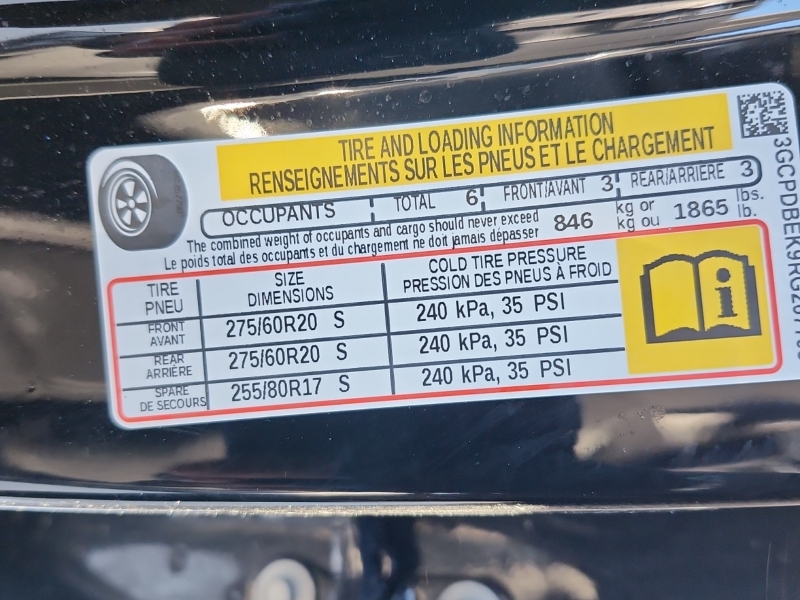 TIRE AND LOADING INFORMATION
RENSEIGNEMENTS SUR LES PNEUS ET LE CHARGEMENT
OCCUPANTS TOTAL 6 FRONT/AVANT 3 REAR/ARRIÈRE 3
The combined weight of occupants and cargo should never exceed
Le poids total des occupants et du chargement ne doit jamais dépasser
846 kg or 1865 lbs.
kg ou lb.
TIRE SIZE COLD TIRE PRESSURE
PNEU DIMENSIONS PRESSION DES PNEUS À FROID
FRONT
AVANT 275/60R20 S 240 kPa, 35 PSI
REAR
ARRIÈRE 275/60R20 S 240 kPa, 35 PSI
SPARE
DE SECOURS 255/80R17 S 240 kPa, 35 PSI